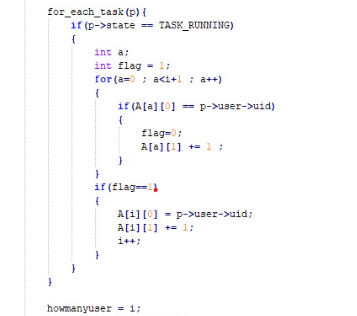 for_each_task(p){
if(p->state == TASK_RUNNING)
{
int a;
int flag = 1;
for(a=0 ; a<i+1 ; a++)
{
if(A[a][0] == p->user->uid)
{
flag=0;
A[a][1] += 1 ;
}
}
if(flag==1)
{
A[i][0] = p->user->uid;
A[i][1] += 1;
i++;
}
}
}
howmanyuser = i;